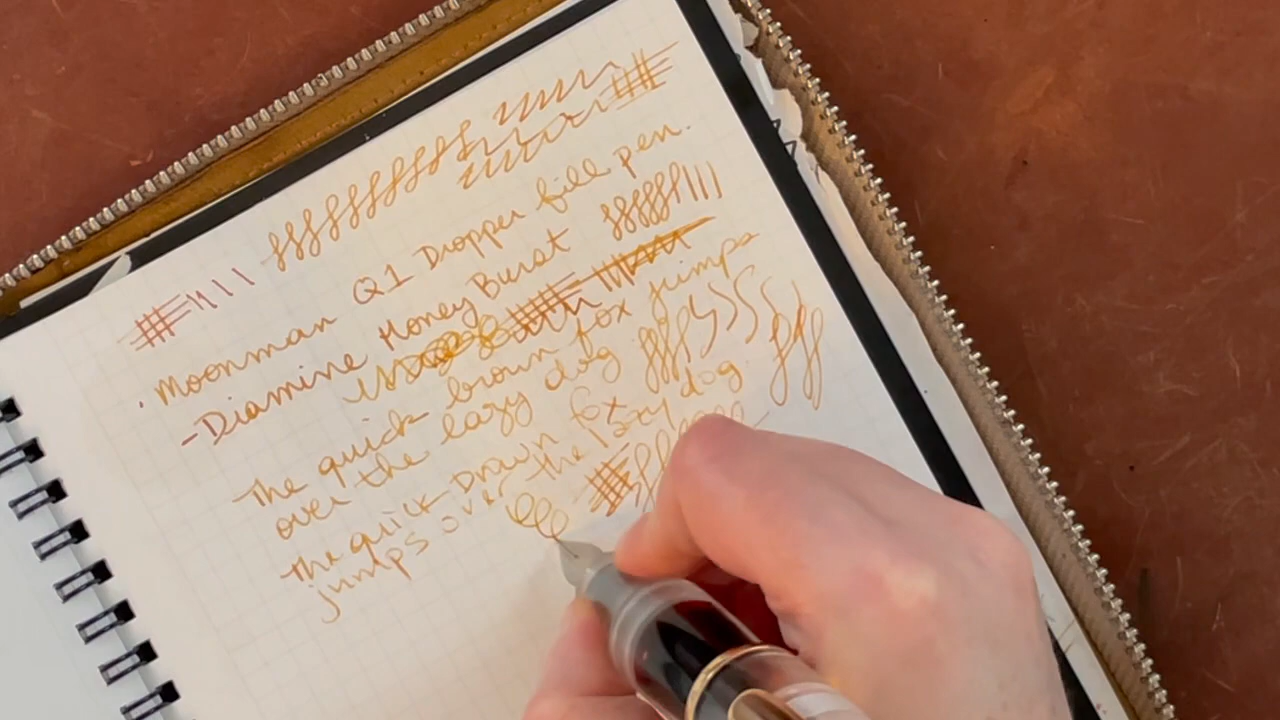 . Moonman Q1 Dropper fill pen.
- Diamine Honey Burst
The quick brown fox jumps
over the lazy dog
The quick brown fox
jumps over the lazy dog.